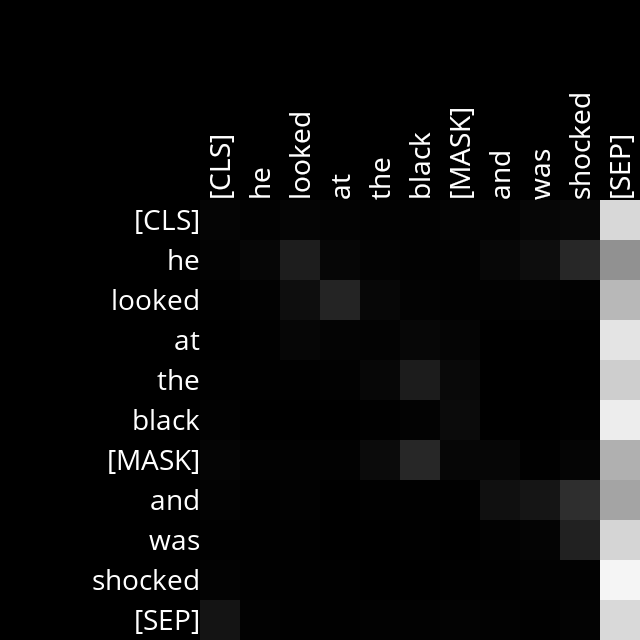 [CLS] he looked at the black [MASK] and was shocked [SEP]
[CLS]
he
looked
at
the
black
[MASK]
and
was
shocked
[SEP]